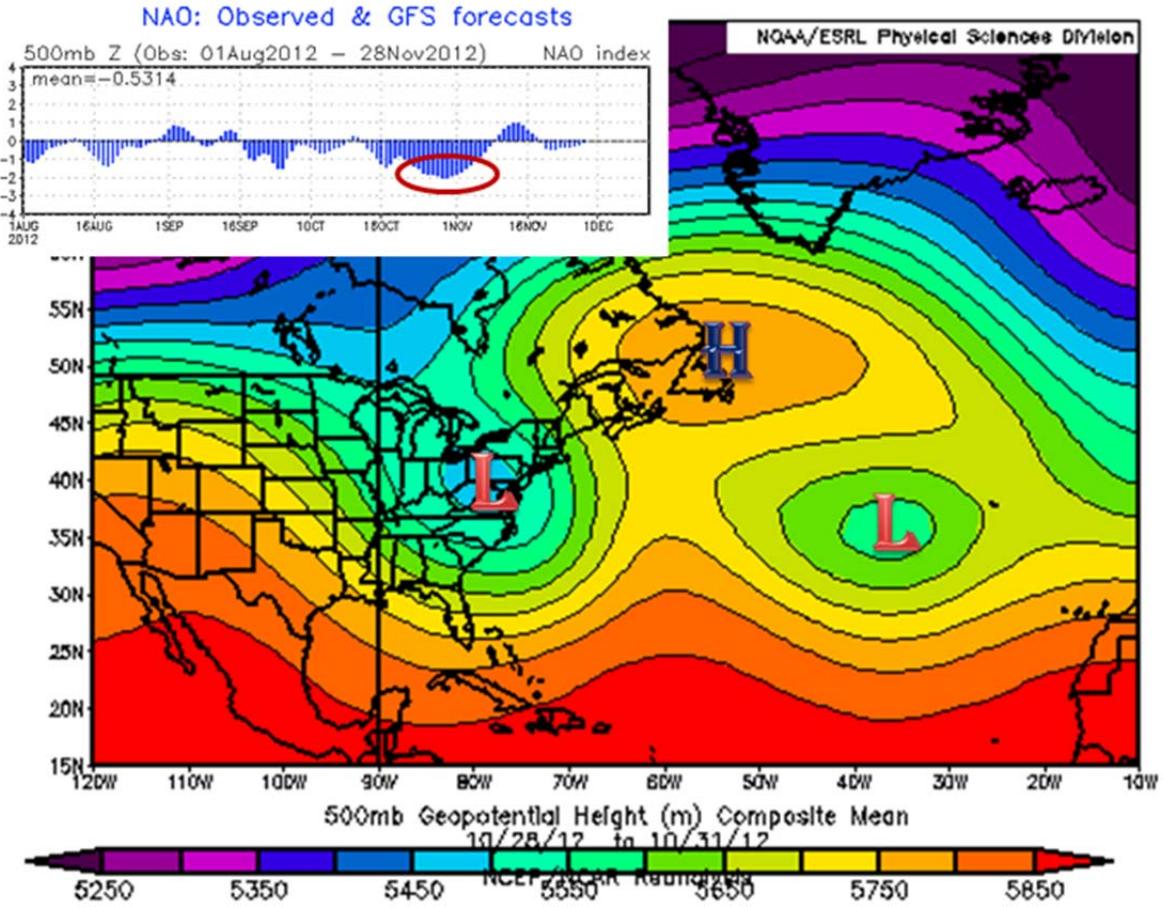 NAO: Observed & GFS forecasts
500mb Z (Obs: 01Aug2012 – 28Nov2012) NAO index
mean=-0.5314
4
3
2
1
0
-1
-2
-3
-4
1AUG 16AUG 1SEP 16SEP 1OCT 16OCT 1NOV 16NOV 1DEC
2012
NOAA/ESRL Physical Sciences Division
55N
50N
45N
40N
35N
30N
25N
20N
15N
H
L
L
120W 110W 100W 90W 80W 70W 60W 50W 40W 30W 20W 10W
500mb Geopotential Height (m) Composite Mean
10/28/12 to 10/31/12
NCEP/NCAR Reanalysis
5250 5350 5450 5550 5650 5750 5850